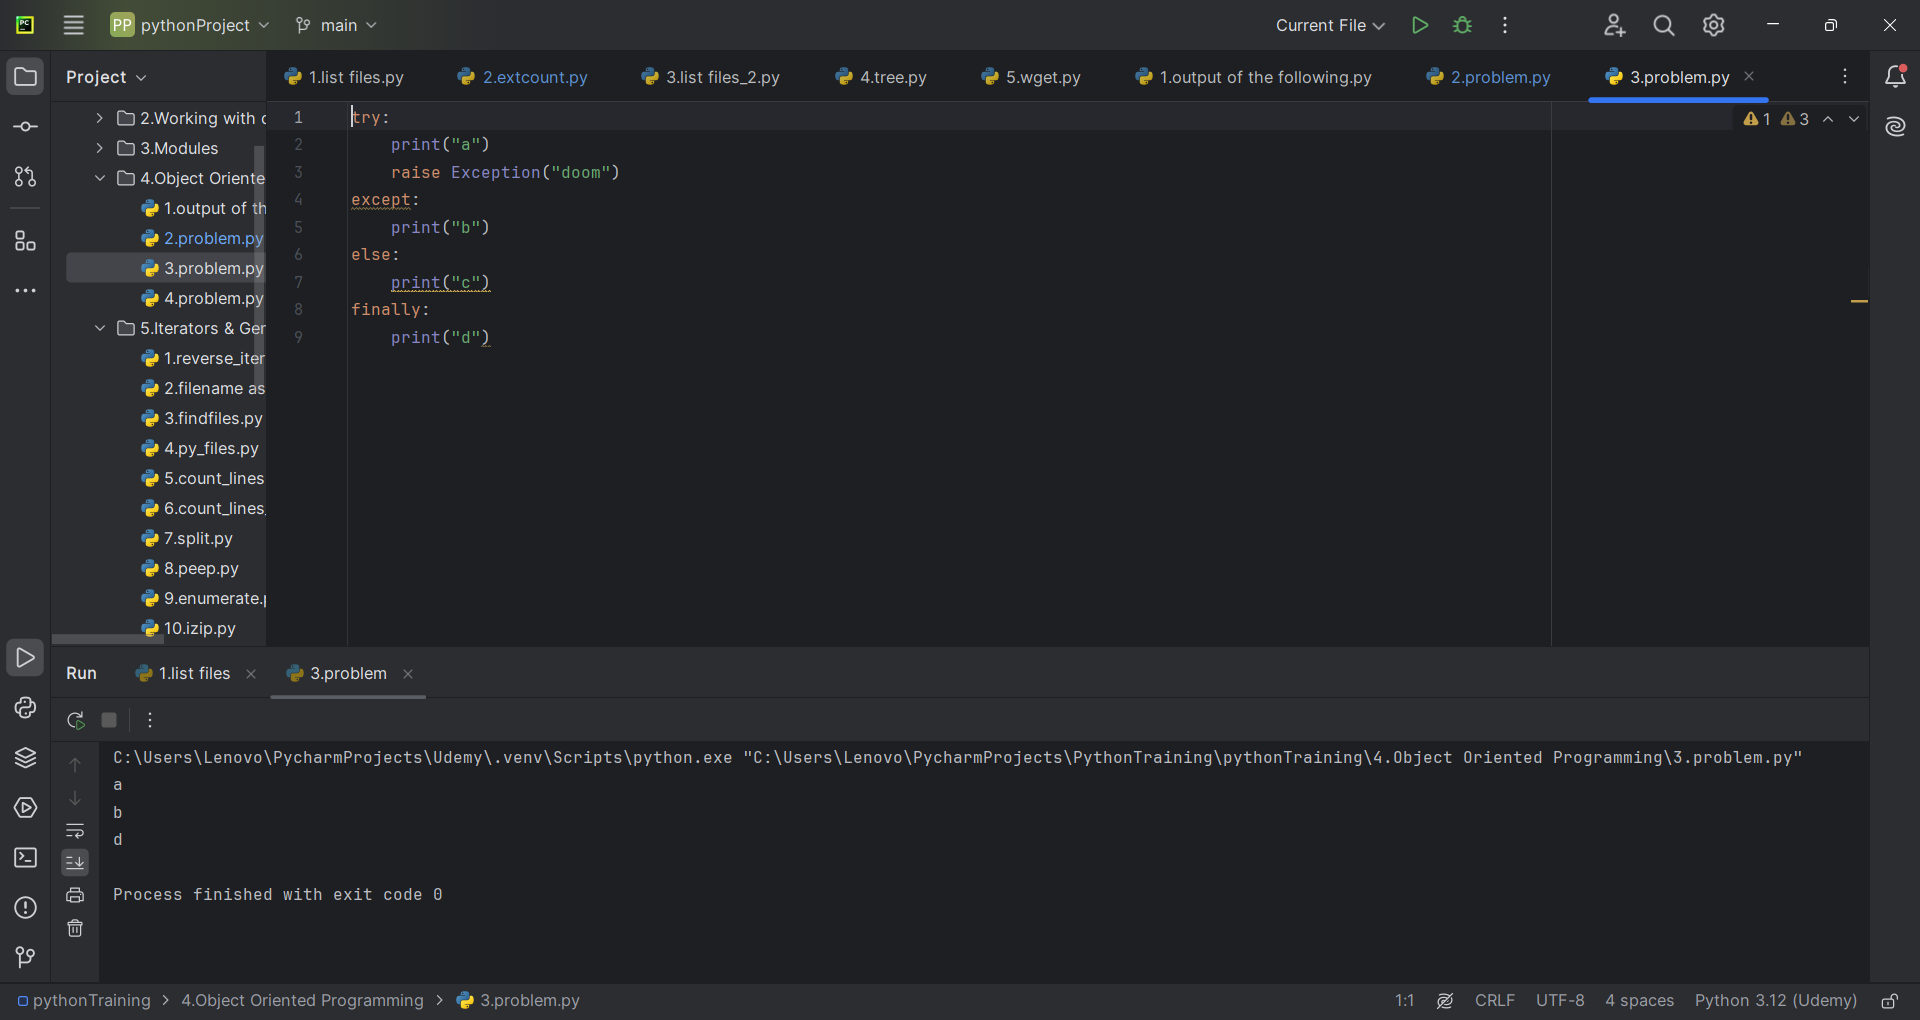 PC
PP pythonProject main Current File
Project
1.list files.py 2.extcount.py 3.list files_2.py 4.tree.py 5.wget.py 1.output of the following.py 2.problem.py 3.problem.py
2.Working with
3.Modules
4.Object Oriente
1.output of th
2.problem.py
3.problem.py
4.problem.py
5.Iterators & Ger
1.reverse_iter
2.filename as
3.findfiles.py
4.py_files.py
5.count_lines
6.count_lines_
7.split.py
8.peep.py
9.enumerate.p
10.izip.py
1 try: 1 3
2 print("a")
3 raise Exception("doom")
4 except:
5 print("b")
6 else:
7 print("c")
8 finally:
9 print("d")
Run 1.list files 3.problem
C:\Users\Lenovo\PycharmProjects\Udemy\.venv\Scripts\python.exe "C:\Users\Lenovo\PycharmProjects\PythonTraining\pythonTraining\4.Object Oriented Programming\3.problem.py"
a
b
d
Process finished with exit code 0
pythonTraining > 4.Object Oriented Programming > 3.problem.py 1:1 CRLF UTF-8 4 spaces Python 3.12 (Udemy)